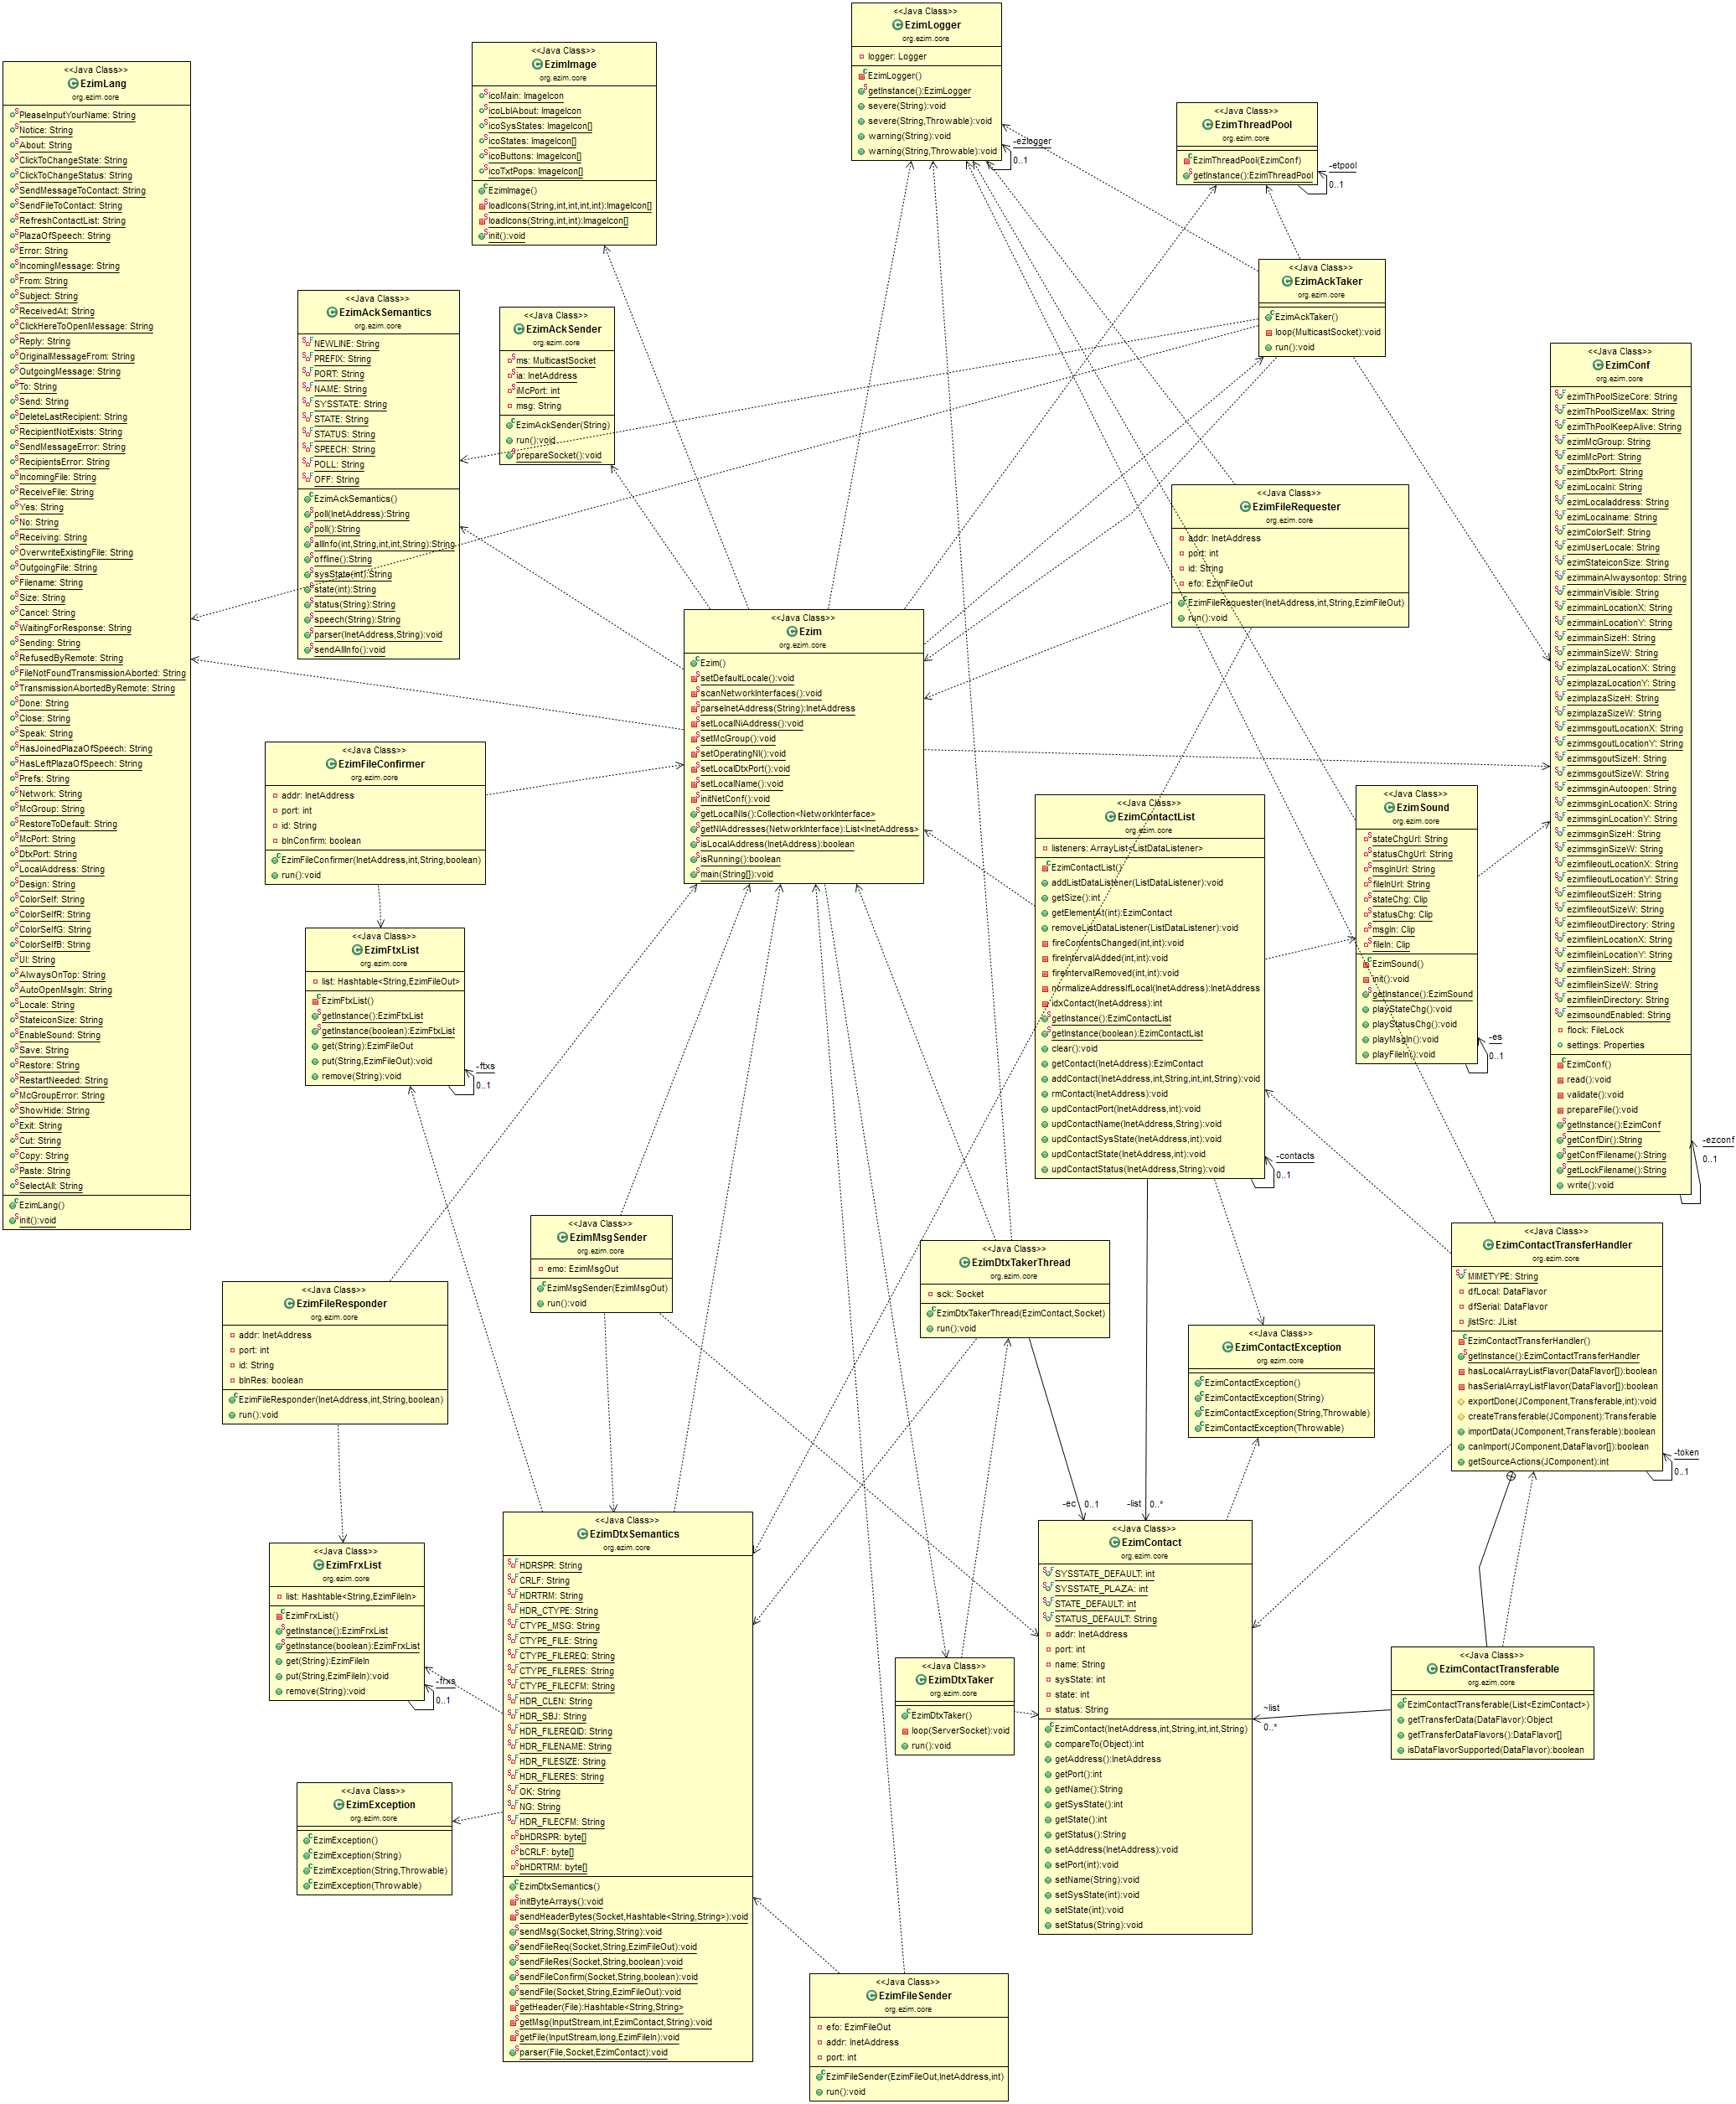 <<Java Class>>
EzimLogger
org.ezim.core
logger: Logger
EzimLogger()
getInstance():EzimLogger
severe(String):void
severe(String,Throwable):void
warning(String):void
warning(String,Throwable):void
-ezlogger
0..1
<<Java Class>>
EzimImage
org.ezim.core
icoMain: ImageIcon
icoLblAbout: ImageIcon
icoSysStates: ImageIcon[]
icoStates: ImageIcon[]
icoButtons: ImageIcon[]
icoTxtPops: ImageIcon[]
EzimImage()
loadIcons(String,int,int,int,int):ImageIcon[]
loadIcons(String,int,int):ImageIcon[]
init():void
<<Java Class>>
EzimLang
org.ezim.core
PleaseInputYourName: String
Notice: String
About: String
ClickToChangeState: String
ClickToChangeStatus: String
SendMessageToContact: String
SendFileToContact: String
RefreshContactList: String
PlazaOfSpeech: String
Error: String
IncomingMessage: String
From: String
Subject: String
ReceivedAt: String
ClickHereToOpenMessage: String
Reply: String
OriginalMessageFrom: String
OutgoingMessage: String
To: String
Send: String
DeleteLastRecipient: String
RecipientNotExists: String
SendMessageError: String
RecipientsError: String
IncomingFile: String
ReceiveFile: String
Yes: String
No: String
Receiving: String
OverwriteExistingFile: String
OutgoingFile: String
Filename: String
Size: String
Cancel: String
WaitingForResponse: String
Sending: String
RefusedByRemote: String
FileNotFoundTransmissionAborted: String
TransmissionAbortedByRemote: String
Done: String
Close: String
Speak: String
HasJoinedPlazaOfSpeech: String
HasLeftPlazaOfSpeech: String
Prefs: String
Network: String
McGroup: String
RestoreToDefault: String
McPort: String
DtxPort: String
LocalAddress: String
Design: String
ColorSelf: String
ColorSelfR: String
ColorSelfG: String
ColorSelfB: String
UI: String
AlwaysOnTop: String
AutoOpenMsgIn: String
Locale: String
StateiconSize: String
EnableSound: String
Save: String
Restore: String
RestartNeeded: String
McGroupError: String
ShowHide: String
Exit: String
Cut: String
Copy: String
Paste: String
SelectAll: String
EzimLang()
init():void
<<Java Class>>
EzimThreadPool
org.ezim.core
EzimThreadPool(EzimConf)
getInstance():EzimThreadPool
-etpool
0..1
<<Java Class>>
EzimAckTaker
org.ezim.core
EzimAckTaker()
loop(MulticastSocket):void
run():void
<<Java Class>>
EzimAckSemantics
org.ezim.core
NEWLINE: String
PREFIX: String
PORT: String
NAME: String
SYSSTATE: String
STATE: String
STATUS: String
SPEECH: String
POLL: String
OFF: String
EzimAckSemantics()
poll(InetAddress):String
poll():String
allInfo(int,String,int,int,String):String
offline():String
sysState(int):String
state(int):String
status(String):String
speech(String):String
parser(InetAddress,String):void
sendAllInfo():void
<<Java Class>>
EzimAckSender
org.ezim.core
ms: MulticastSocket
ia: InetAddress
iMcPort: int
msg: String
EzimAckSender(String)
run():void
prepareSocket():void
<<Java Class>>
EzimConf
org.ezim.core
ezimThPoolSizeCore: String
ezimThPoolSizeMax: String
ezimThPoolKeepAlive: String
ezimMcGroup: String
ezimMcPort: String
ezimDtxPort: String
ezimLocalni: String
ezimLocaladdress: String
ezimLocalname: String
ezimColorSelf: String
ezimUserLocale: String
ezimStateiconSize: String
ezimmainAlwaysontop: String
ezimmainVisible: String
ezimmainLocationX: String
ezimmainLocationY: String
ezimmainSizeH: String
ezimmainSizeW: String
ezimplazaLocationX: String
ezimplazaLocationY: String
ezimplazaSizeH: String
ezimplazaSizeW: String
ezimmsgoutLocationX: String
ezimmsgoutLocationY: String
ezimmsgoutSizeH: String
ezimmsgoutSizeW: String
ezimmsginAutoopen: String
ezimmsginLocationX: String
ezimmsginLocationY: String
ezimmsginSizeH: String
ezimmsginSizeW: String
ezimfileoutLocationX: String
ezimfileoutLocationY: String
ezimfileoutSizeH: String
ezimfileoutSizeW: String
ezimfileoutDirectory: String
ezimfileinLocationX: String
ezimfileinLocationY: String
ezimfileinSizeH: String
ezimfileinSizeW: String
ezimfileinDirectory: String
ezimsoundEnabled: String
flock: FileLock
settings: Properties
EzimConf()
read():void
validate():void
prepareFile():void
getInstance():EzimConf
getConfDir():String
getConfFilename():String
getLockFilename():String
write():void
-ezconf
0..1
<<Java Class>>
EzimFileRequester
org.ezim.core
addr: InetAddress
port: int
id: String
efo: EzimFileOut
EzimFileRequester(InetAddress,int,String,EzimFileOut)
run():void
<<Java Class>>
Ezim
org.ezim.core
Ezim()
setDefaultLocale():void
scanNetworkInterfaces():void
parseInetAddress(String):InetAddress
setLocalNiAddress():void
setMcGroup():void
setOperatingNI():void
setLocalDtxPort():void
setLocalName():void
initNetConf():void
getLocalNIs():Collection<NetworkInterface>
getNIAddresses(NetworkInterface):List<InetAddress>
isLocalAddress(InetAddress):boolean
isRunning():boolean
main(String[]):void
<<Java Class>>
EzimFileConfirmer
org.ezim.core
addr: InetAddress
port: int
id: String
blnConfirm: boolean
EzimFileConfirmer(InetAddress,int,String,boolean)
run():void
<<Java Class>>
EzimContactList
org.ezim.core
listeners: ArrayList<ListDataListener>
EzimContactList()
addListDataListener(ListDataListener):void
getSize():int
getElementAt(int):EzimContact
removeListDataListener(ListDataListener):void
fireContentsChanged(int,int):void
fireIntervalAdded(int,int):void
fireIntervalRemoved(int,int):void
normalizeAddressIfLocal(InetAddress):InetAddress
idxContact(InetAddress):int
getInstance():EzimContactList
getInstance(boolean):EzimContactList
clear():void
getContact(InetAddress):EzimContact
addContact(InetAddress,int,String,int,int,String):void
rmContact(InetAddress):void
updContactPort(InetAddress,int):void
updContactName(InetAddress,String):void
updContactSysState(InetAddress,int):void
updContactState(InetAddress,int):void
updContactStatus(InetAddress,String):void
-contacts
0..1
<<Java Class>>
EzimSound
org.ezim.core
stateChgUrl: String
statusChgUrl: String
msgInUrl: String
fileInUrl: String
stateChg: Clip
statusChg: Clip
msgIn: Clip
fileIn: Clip
EzimSound()
init():void
getInstance():EzimSound
playStateChg():void
playStatusChg():void
playMsgIn():void
playFileIn():void
-es
0..1
<<Java Class>>
EzimFtxList
org.ezim.core
list: Hashtable<String,EzimFileOut>
EzimFtxList()
getInstance():EzimFtxList
getInstance(boolean):EzimFtxList
get(String):EzimFileOut
put(String,EzimFileOut):void
remove(String):void
-ftxs
0..1
<<Java Class>>
EzimMsgSender
org.ezim.core
emo: EzimMsgOut
EzimMsgSender(EzimMsgOut)
run():void
<<Java Class>>
EzimDtxTakerThread
org.ezim.core
sck: Socket
EzimDtxTakerThread(EzimContact,Socket)
run():void
<<Java Class>>
EzimContactTransferHandler
org.ezim.core
MIMETYPE: String
dfLocal: DataFlavor
dfSerial: DataFlavor
jlstSrc: JList
EzimContactTransferHandler()
getInstance():EzimContactTransferHandler
hasLocalArrayListFlavor(DataFlavor[]):boolean
hasSerialArrayListFlavor(DataFlavor[]):boolean
exportDone(JComponent,Transferable,int):void
createTransferable(JComponent):Transferable
importData(JComponent,Transferable):boolean
canImport(JComponent,DataFlavor[]):boolean
getSourceActions(JComponent):int
-token
0..1
<<Java Class>>
EzimFileResponder
org.ezim.core
addr: InetAddress
port: int
id: String
blnRes: boolean
EzimFileResponder(InetAddress,int,String,boolean)
run():void
<<Java Class>>
EzimContactException
org.ezim.core
EzimContactException()
EzimContactException(String)
EzimContactException(String,Throwable)
EzimContactException(Throwable)
-ec
0..1
-list
0..*
<<Java Class>>
EzimDtxSemantics
org.ezim.core
HDRSPR: String
CRLF: String
HDRTRM: String
HDR_CTYPE: String
CTYPE_MSG: String
CTYPE_FILE: String
CTYPE_FILEREQ: String
CTYPE_FILERES: String
CTYPE_FILECFM: String
HDR_CLEN: String
HDR_SBJ: String
HDR_FILEREQID: String
HDR_FILENAME: String
HDR_FILESIZE: String
HDR_FILERES: String
OK: String
NG: String
HDR_FILECFM: String
bHDRSPR: byte[]
bCRLF: byte[]
bHDRTRM: byte[]
EzimDtxSemantics()
initByteArrays():void
sendHeaderBytes(Socket,Hashtable<String,String>):void
sendMsg(Socket,String,String):void
sendFileReq(Socket,String,EzimFileOut):void
sendFileRes(Socket,String,boolean):void
sendFileConfirm(Socket,String,boolean):void
sendFile(Socket,String,EzimFileOut):void
getHeader(File):Hashtable<String,String>
getMsg(InputStream,int,EzimContact,String):void
getFile(InputStream,long,EzimFileIn):void
parser(File,Socket,EzimContact):void
<<Java Class>>
EzimContact
org.ezim.core
SYSSTATE_DEFAULT: int
SYSSTATE_PLAZA: int
STATE_DEFAULT: int
STATUS_DEFAULT: String
addr: InetAddress
port: int
name: String
sysState: int
state: int
status: String
EzimContact(InetAddress,int,String,int,int,String)
compareTo(Object):int
getAddress():InetAddress
getPort():int
getName():String
getSysState():int
getState():int
getStatus():String
setAddress(InetAddress):void
setPort(int):void
setName(String):void
setSysState(int):void
setState(int):void
setStatus(String):void
<<Java Class>>
EzimFrxList
org.ezim.core
list: Hashtable<String,EzimFileIn>
EzimFrxList()
getInstance():EzimFrxList
getInstance(boolean):EzimFrxList
get(String):EzimFileIn
put(String,EzimFileIn):void
remove(String):void
-frxs
0..1
<<Java Class>>
EzimDtxTaker
org.ezim.core
EzimDtxTaker()
loop(ServerSocket):void
run():void
<<Java Class>>
EzimContactTransferable
org.ezim.core
EzimContactTransferable(List<EzimContact>)
getTransferData(DataFlavor):Object
getTransferDataFlavors():DataFlavor[]
isDataFlavorSupported(DataFlavor):boolean
~list
0..*
<<Java Class>>
EzimException
org.ezim.core
EzimException()
EzimException(String)
EzimException(String,Throwable)
EzimException(Throwable)
<<Java Class>>
EzimFileSender
org.ezim.core
efo: EzimFileOut
addr: InetAddress
port: int
EzimFileSender(EzimFileOut,InetAddress,int)
run():void